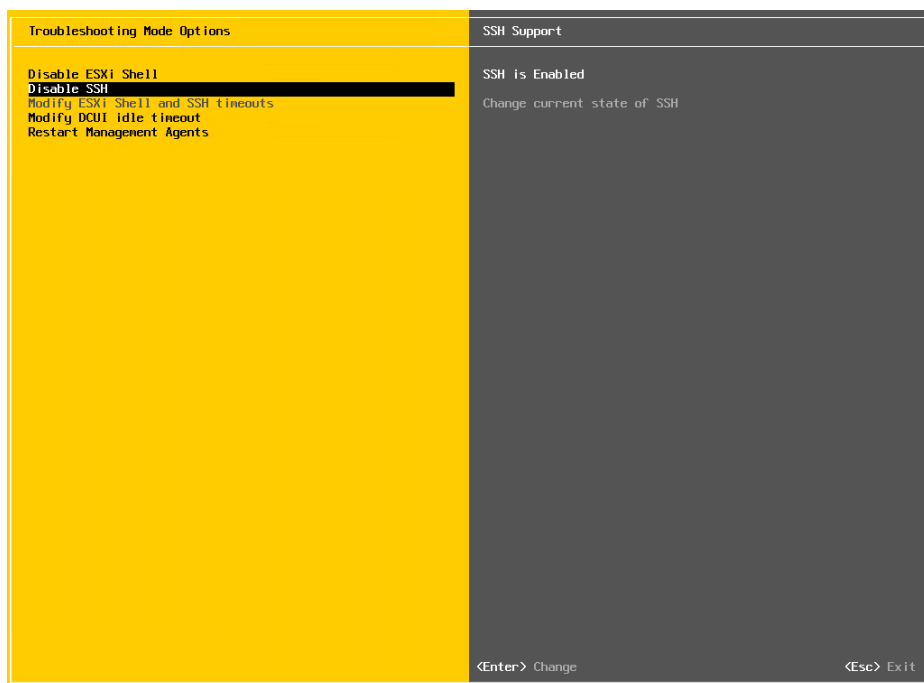 Troubleshooting Mode Options
SSH Support
Disable ESXi Shell
Disable SSH
Modify ESXi Shell and SSH timeouts
Modify DCUI idle timeout
Restart Management Agents
SSH is Enabled
Change current state of SSH
<Enter> Change
<Esc> Exit